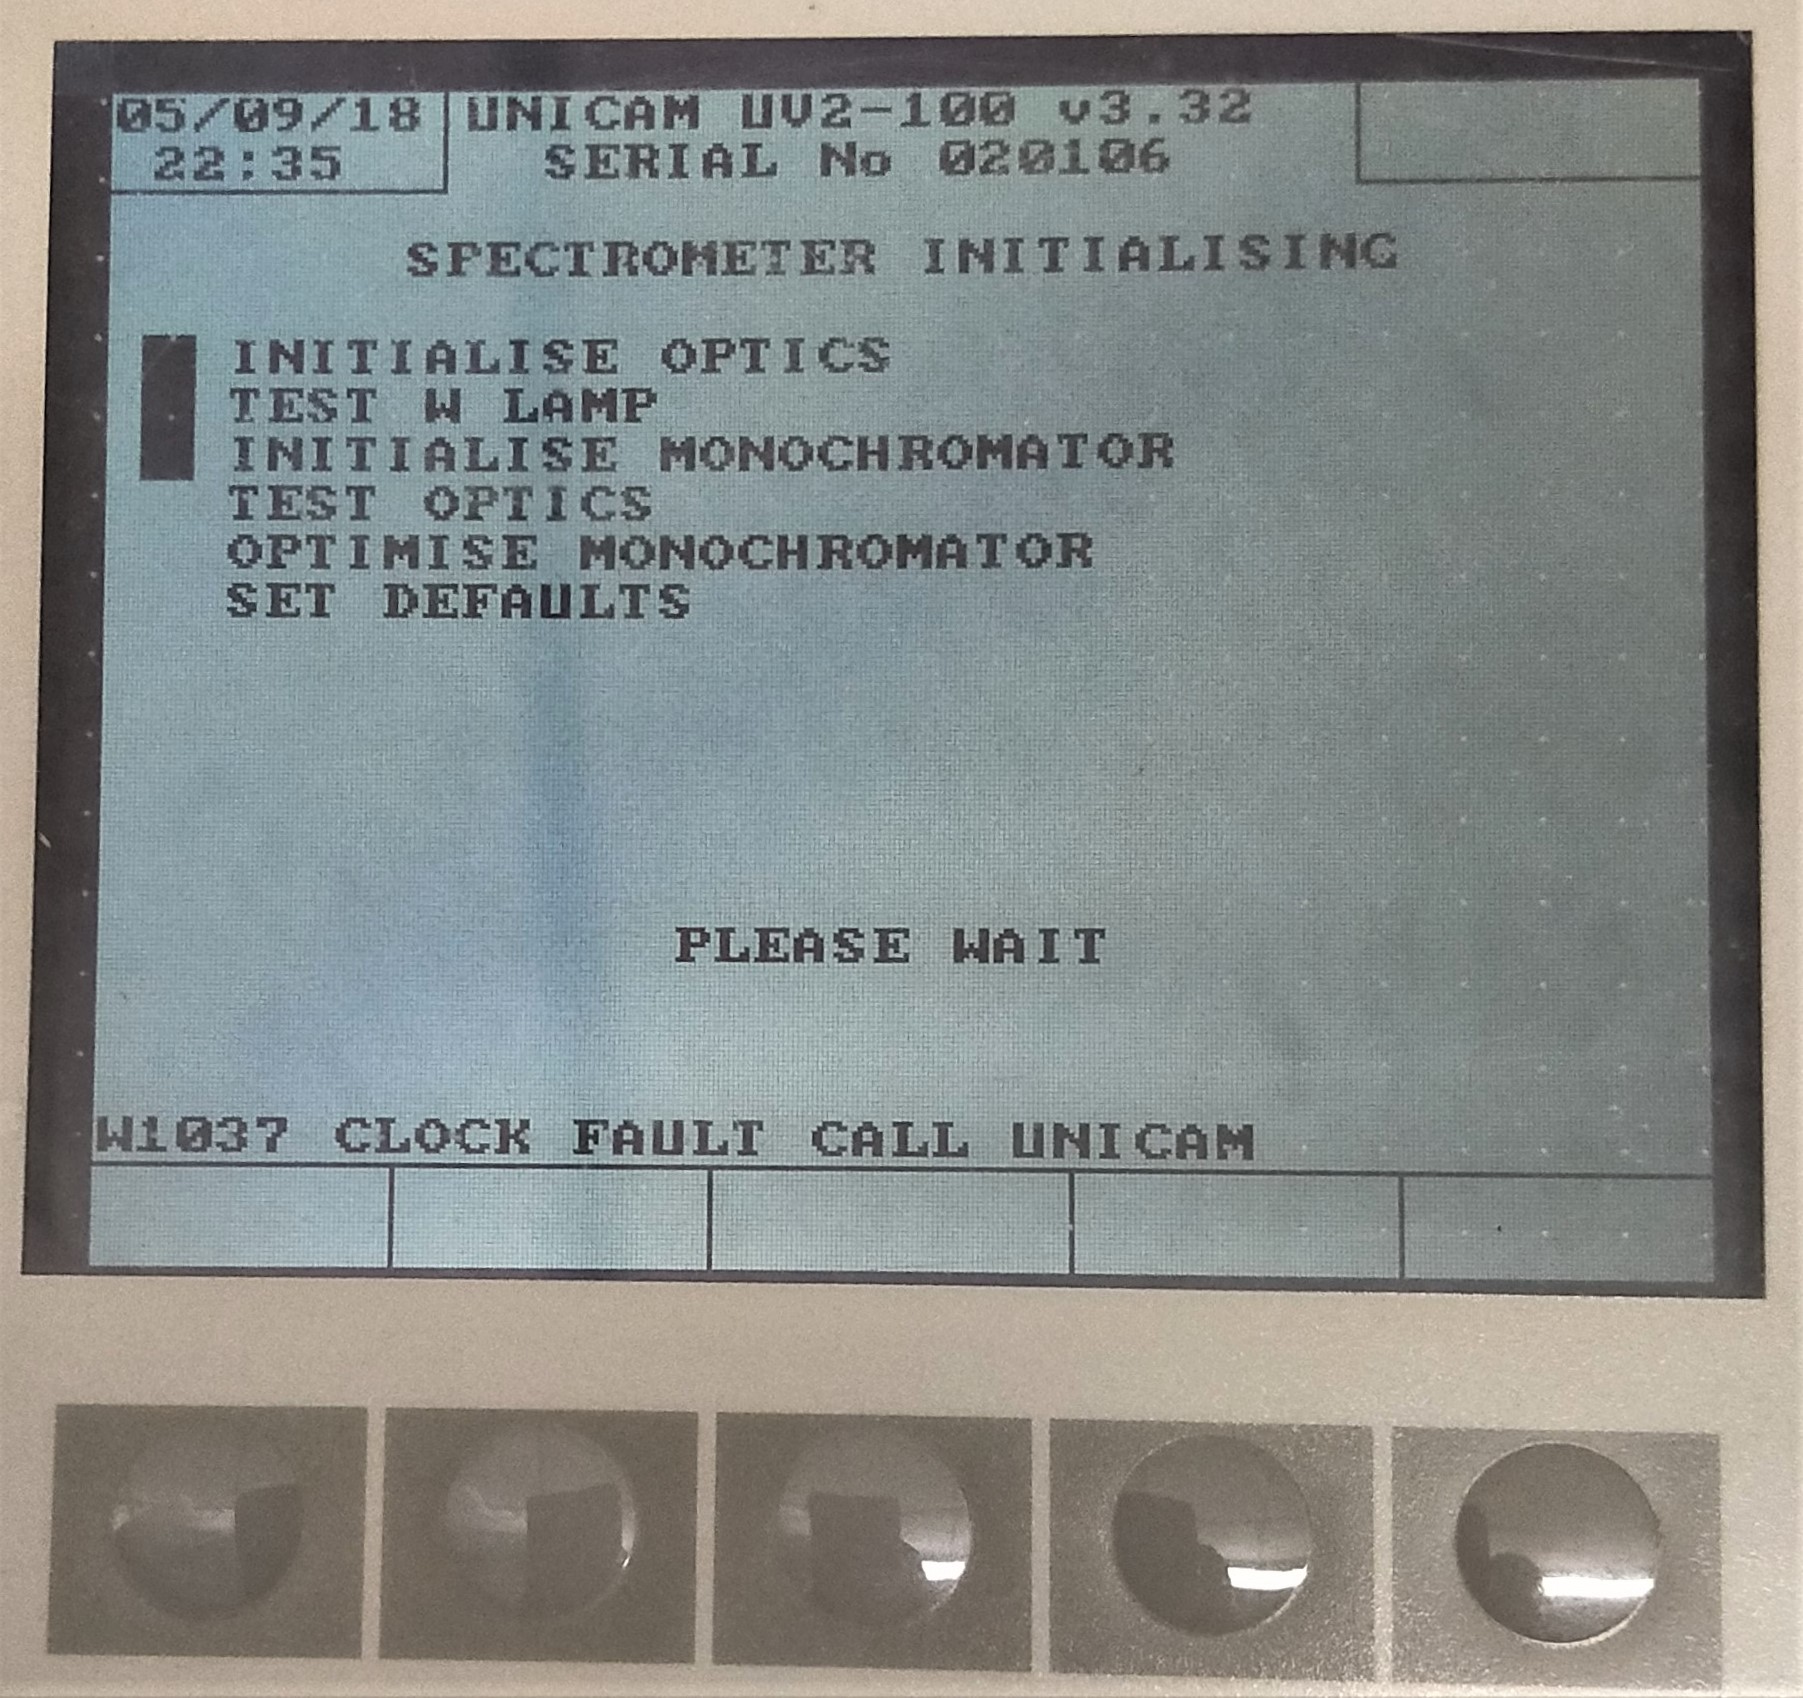 05/09/18 UNICAM UV2-100 v3.32
22:35 SERIAL No 020106
SPECTROMETER INITIALISING
INITIALISE OPTICS
TEST W LAMP
INITIALISE MONOCHROMATOR
TEST OPTICS
OPTIMISE MONOCHROMATOR
SET DEFAULTS
PLEASE WAIT
W1037 CLOCK FAULT CALL UNICAM